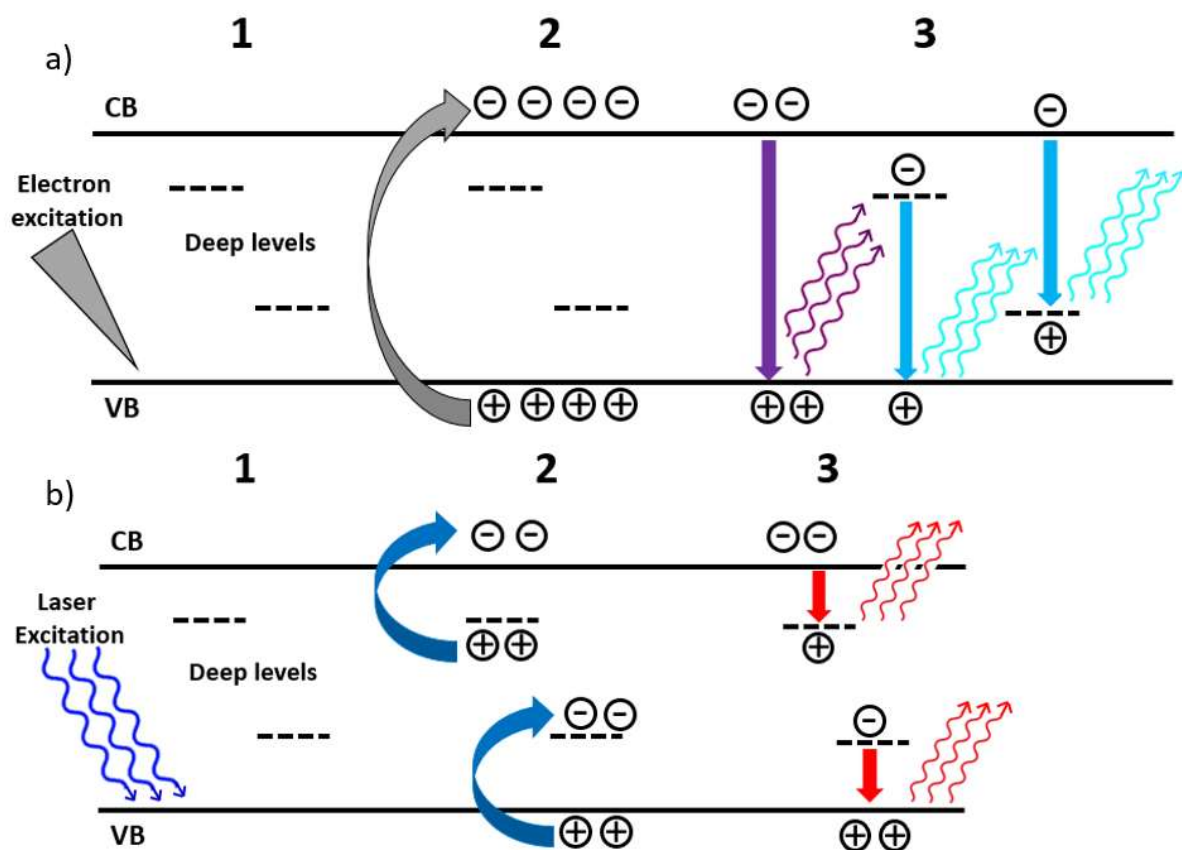 1 2 3
a)
CB
Electron
excitation
Deep levels
VB
1 2 3
b)
CB
Laser
Excitation
Deep levels
VB